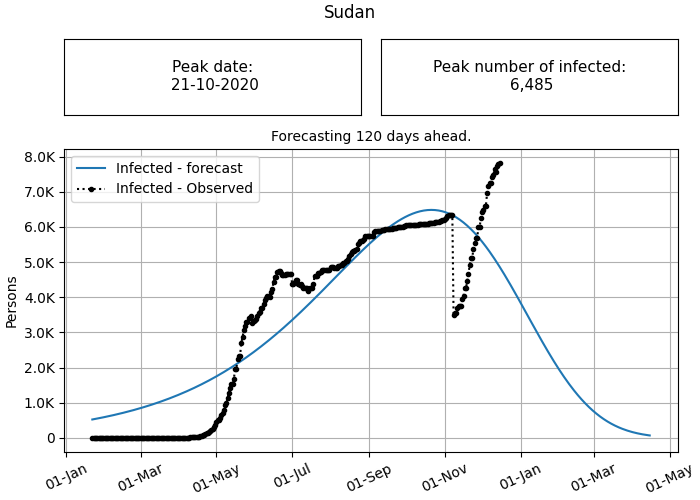 Sudan
Peak date:
21-10-2020
Peak number of infected:
6,485
Forecasting 120 days ahead.
Infected - forecast
Infected - Observed
Persons
8.0K
7.0K
6.0K
5.0K
4.0K
3.0K
2.0K
1.0K
0
01-Jan
01-Mar
01-May
01-Jul
01-Sep
01-Nov
01-Jan
01-Mar
01-May